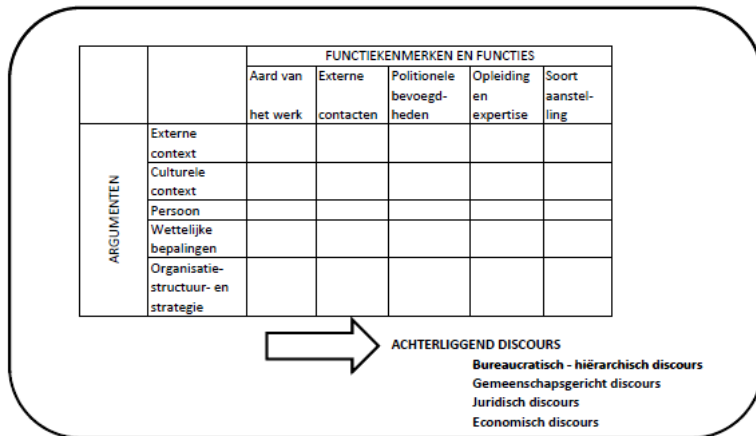 FUNCTIEKENMERKEN EN FUNCTIES
Aard van
het werk
Externe
contacten
Politionele
bevoegd-
heden
Opleiding
en
expertise
Soort
aanstel-
ling
ARGUMENTEN
Externe
context
Culturele
context
Persoon
Wettelijke
bepalingen
Organisatie-
structuur- en
strategie
ACHTERLIGGEND DISCOURS
Bureaucratisch - hiërarchisch discours
Gemeenschapsgericht discours
Juridisch discours
Economisch discours